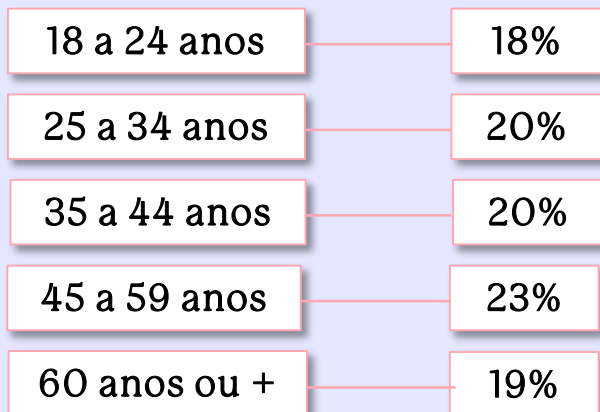 18 a 24 anos 18%
25 a 34 anos 20%
35 a 44 anos 20%
45 a 59 anos 23%
60 anos ou + 19%